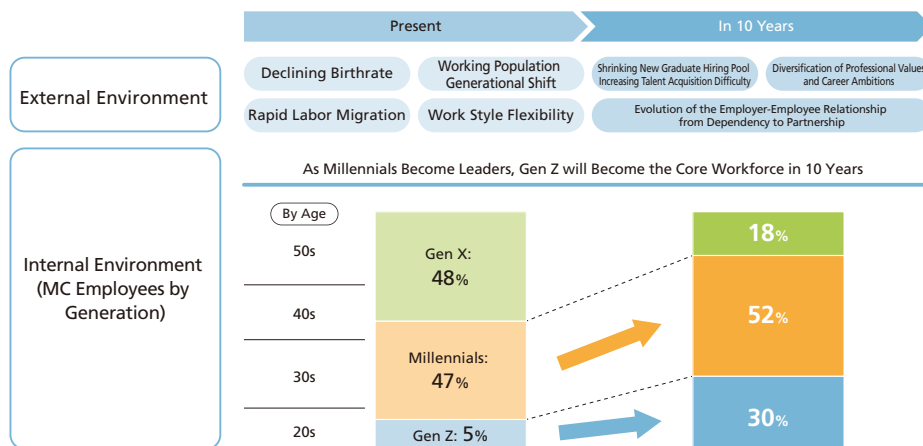 Present
In 10 Years
External Environment
Declining Birthrate
Working Population
Generational Shift
Shrinking New Graduate Hiring Pool
Increasing Talent Acquisition Difficulty
Diversification of Professional Values
and Career Ambitions
Rapid Labor Migration
Work Style Flexibility
Evolution of the Employer-Employee Relationship
from Dependency to Partnership
Internal Environment
(MC Employees by
Generation)
As Millennials Become Leaders, Gen Z will Become the Core Workforce in 10 Years
By Age
50s
40s
30s
20s
Gen X:
48%
Millennials:
47%
Gen Z: 5%
18%
52%
30%